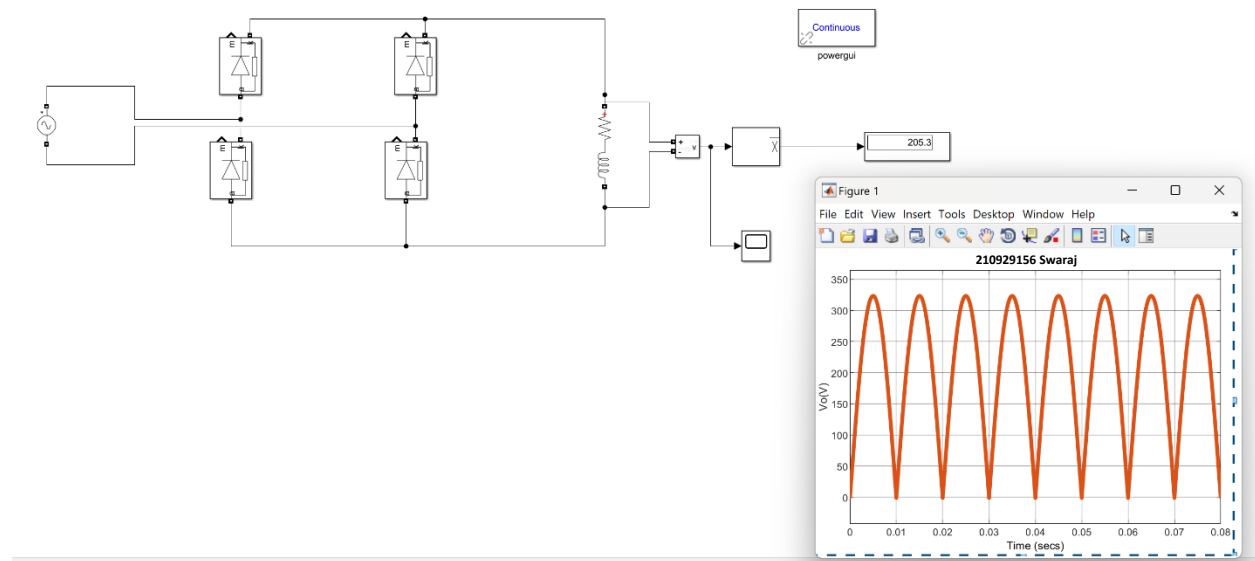 Continuous
powergui
m
k
a
m
k
a
m
k
a
m
k
a
+
+
-
v
X
205.3
Figure 1
File Edit View Insert Tools Desktop Window Help
210929156 Swaraj
350
300
250
200
150
100
50
0
Vo(V)
0 0.01 0.02 0.03 0.04 0.05 0.06 0.07 0.08
Time (secs)